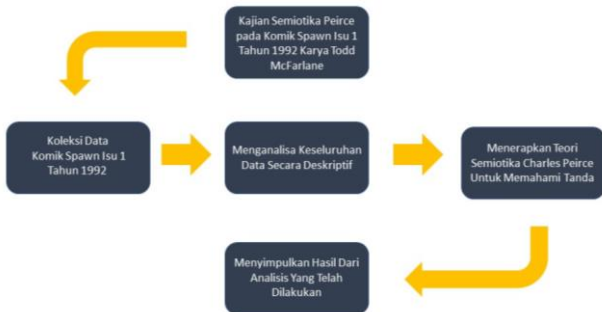 Kajian Semiotika Peirce
pada Komik Spawn Isu 1
Tahun 1992 Karya Todd
McFarlane
Koleksi Data
Komik Spawn Isu 1
Tahun 1992
Menganalisa Keseluruhan
Data Secara Deskriptif
Menerapkan Teori
Semiotika Charles Peirce
Untuk Memahami Tanda
Menyimpulkan Hasil Dari
Analisis Yang Telah
Dilakukan